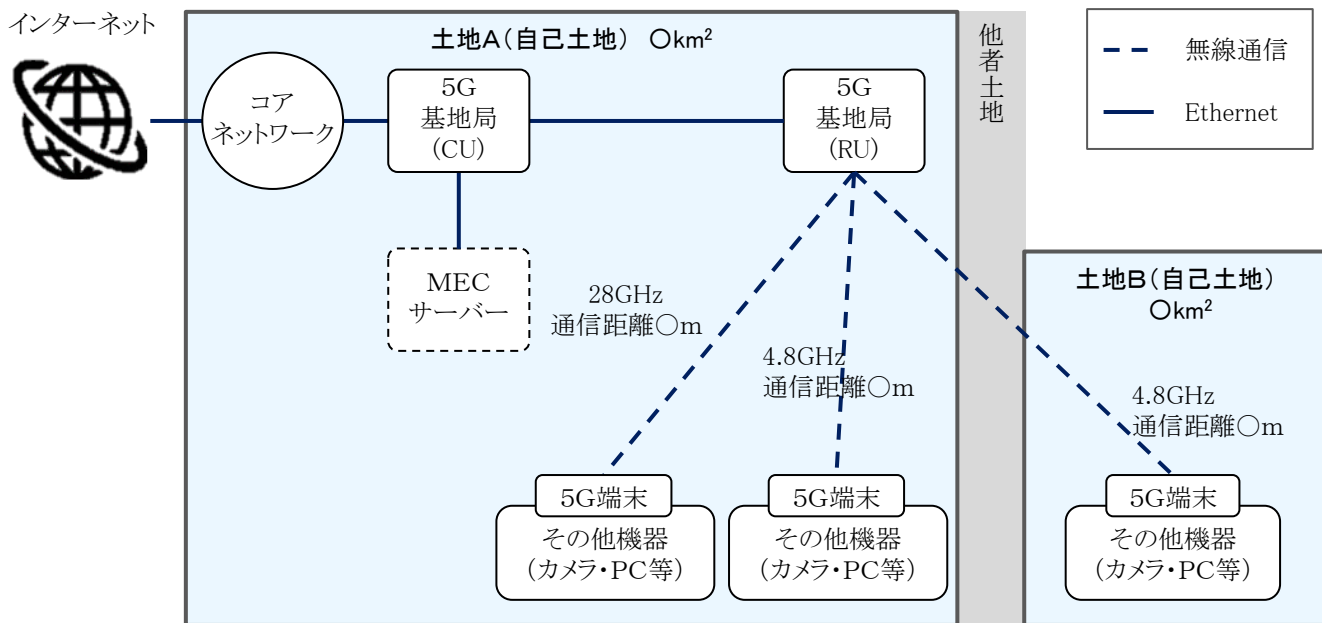 インターネット
土地A(自己土地) ○km²
他者土地
無線通信
Ethernet
コア
ネットワーク
5G
基地局
(CU)
5G
基地局
(RU)
MEC
サーバー
28GHz
通信距離○m
4.8GHz
通信距離○m
土地B(自己土地)
○km²
4.8GHz
通信距離○m
5G端末
その他機器
(カメラ・PC等)
5G端末
その他機器
(カメラ・PC等)
5G端末
その他機器
(カメラ・PC等)